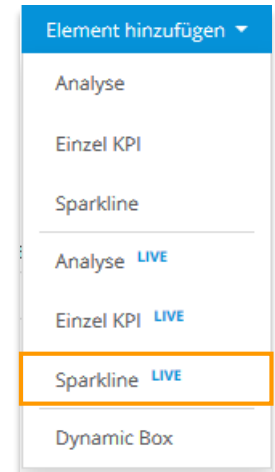 Element hinzufügen
Analyse
Einzel KPI
Sparkline
Analyse LIVE
Einzel KPI LIVE
Sparkline LIVE
Dynamic Box